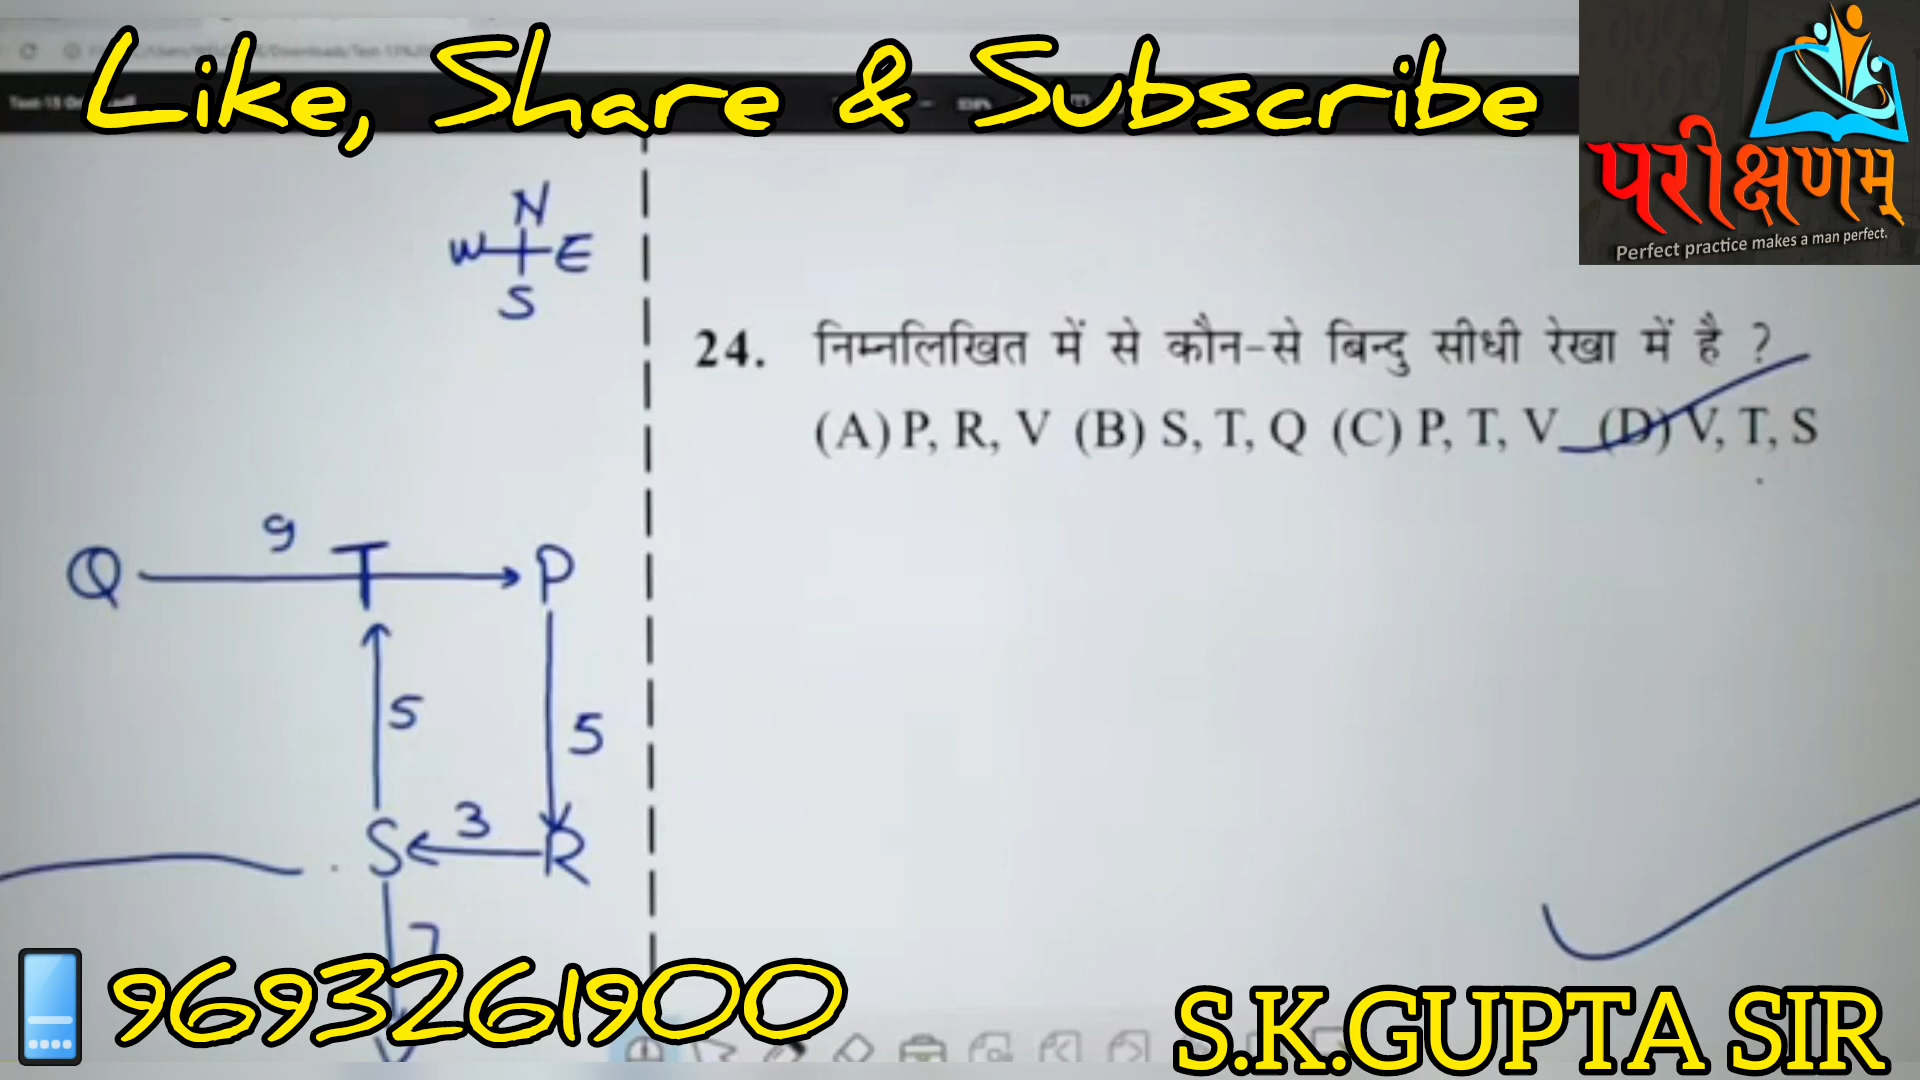 Like, Share & Subscribe
परीक्षणम्
Perfect practice makes a man perfect.
N
W E
S
24. निम्नलिखित में से कौन-से बिन्दु सीधी रेखा में है ?
(A) P, R, V (B) S, T, Q (C) P, T, V (D) V, T, S
9
Q T P
5 5
3
S R
7
V
9693261900
S.K.GUPTA SIR